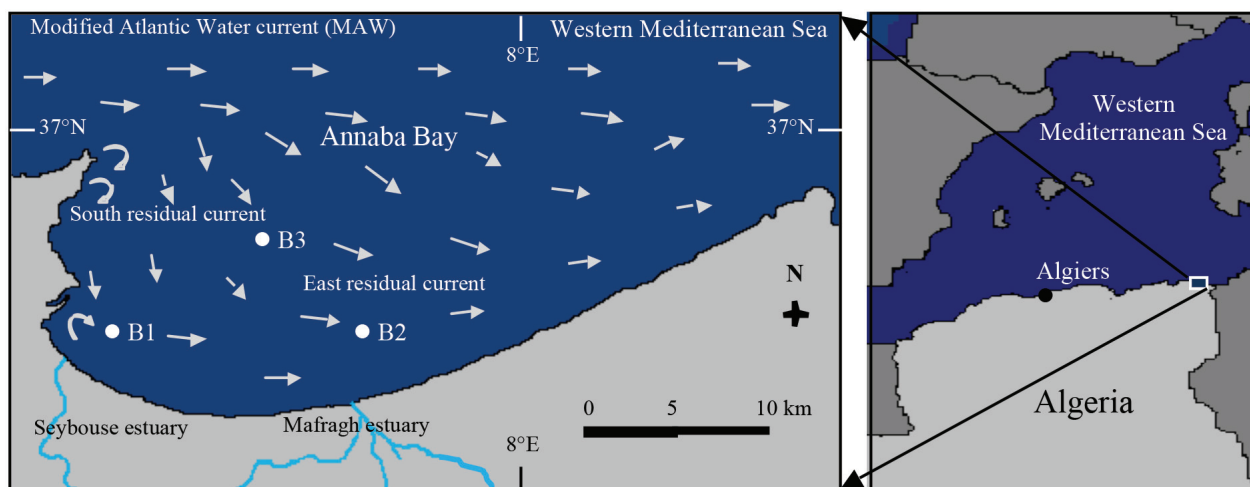 Modified Atlantic Water current (MAW)
Western Mediterranean Sea
8°E
37°N
Annaba Bay
37°N
South residual current
B3
East residual current
N
B1
B2
0 5 10 km
Seybouse estuary
Mafragh estuary
8°E
Western
Mediterranean Sea
Algiers
Algeria